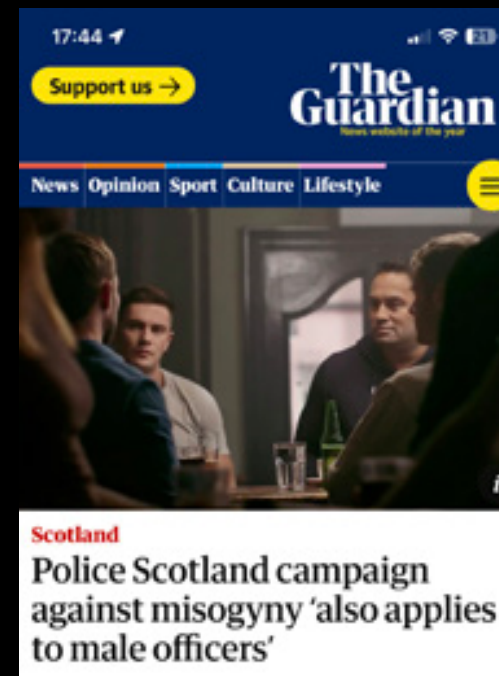 17:44
21
Support us →
The
Guardian
News website of the year
News Opinion Sport Culture Lifestyle
i
Scotland
Police Scotland campaign
against misogyny ‘also applies
to male officers’